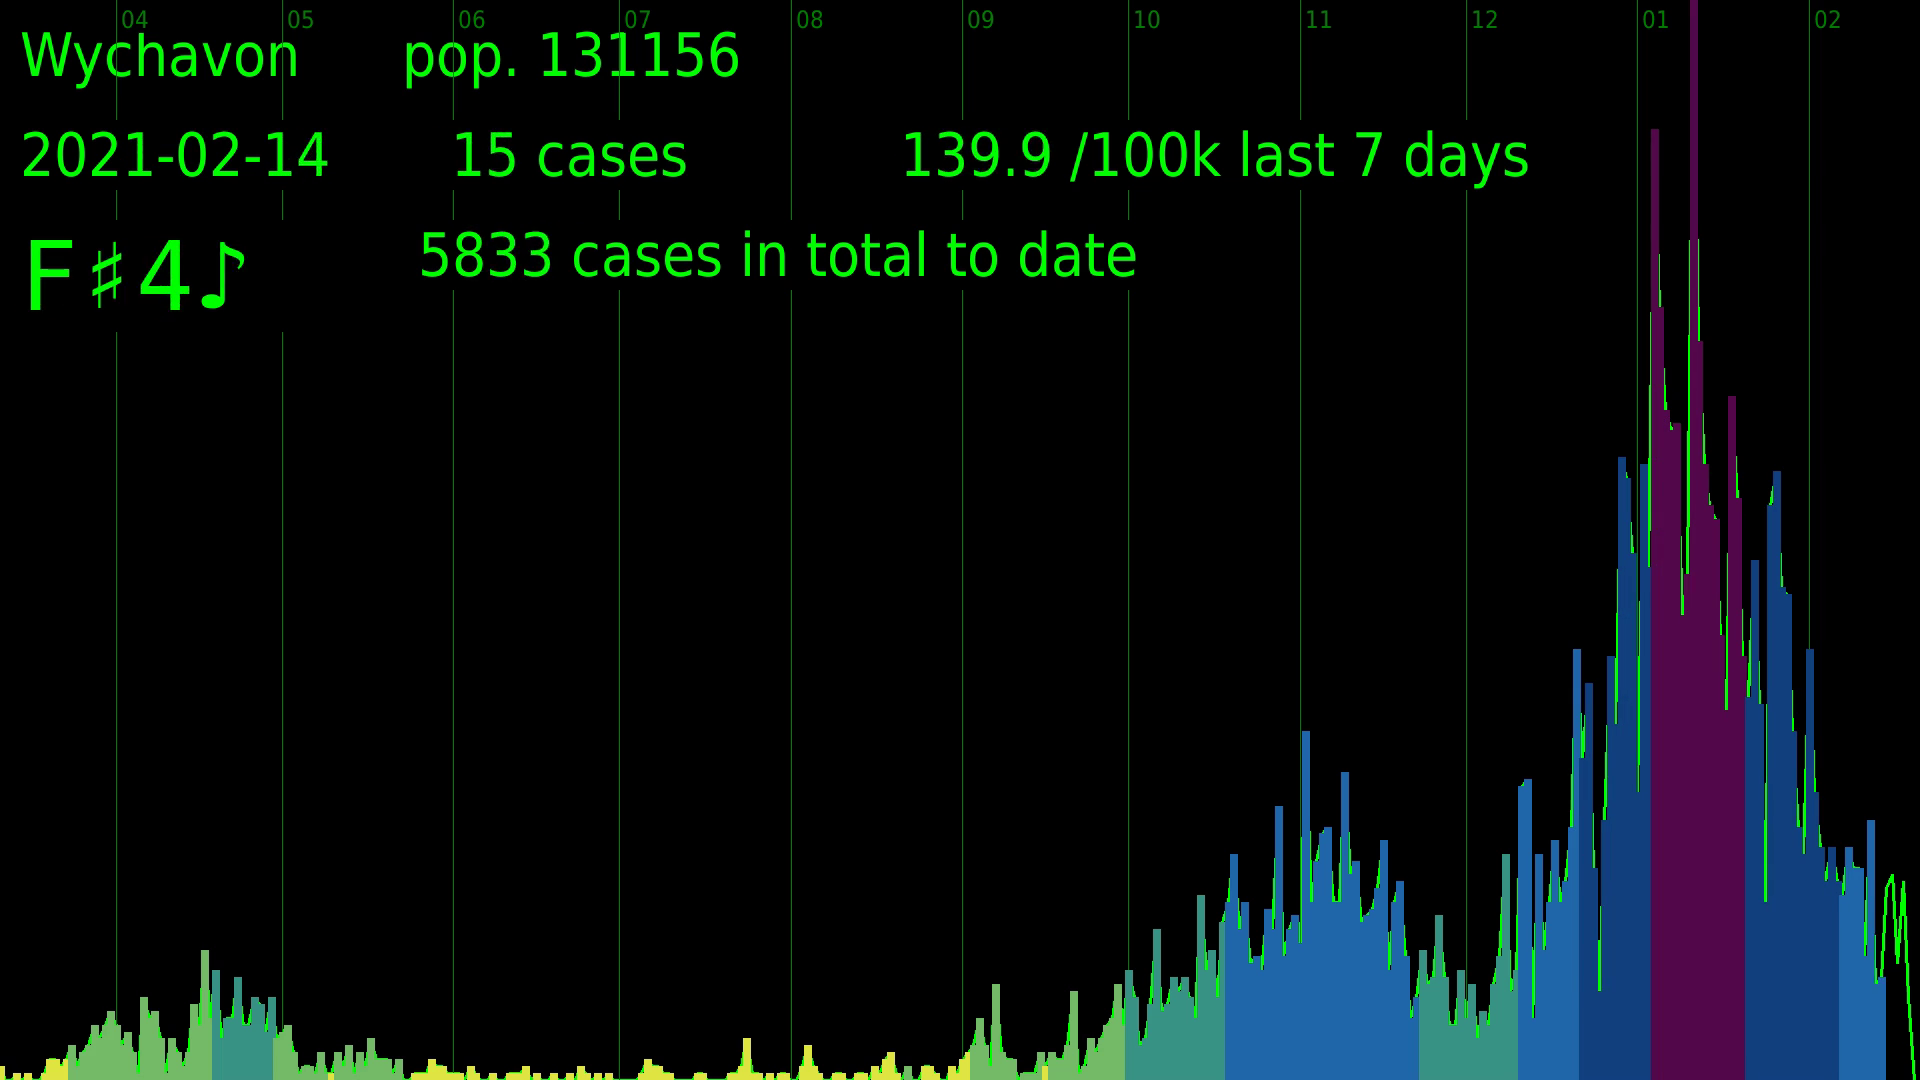 04 05 06 07 08 09 10 11 12 01 02
Wychavon pop. 131156
2021-02-14 15 cases 139.9 /100k last 7 days
F♯4♪ 5833 cases in total to date